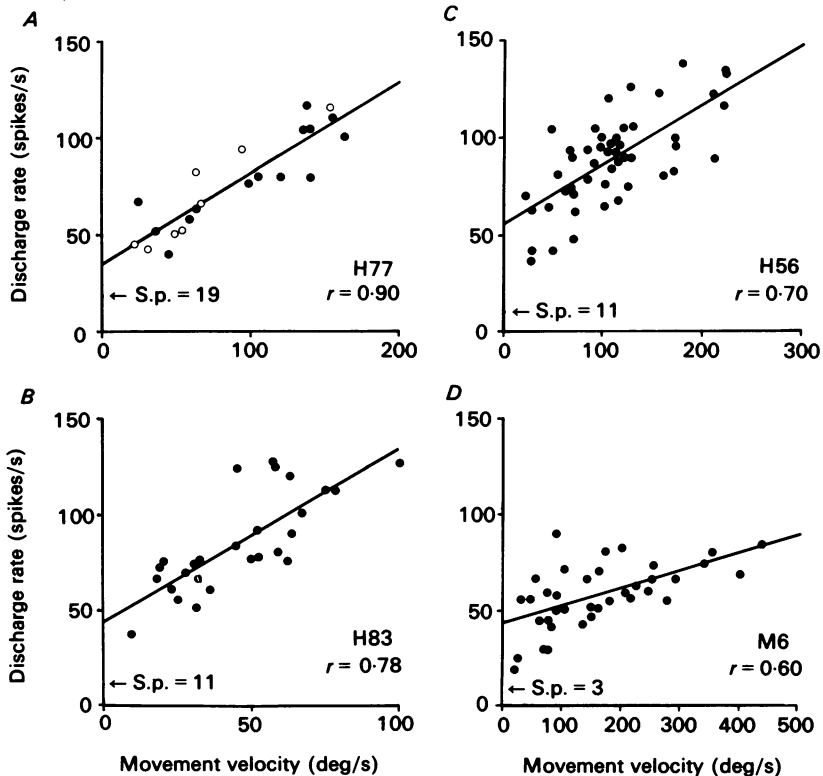 A
Discharge rate (spikes/s)
150
100
50
0
← S.p. = 19
H77
r = 0·90
0
100
200
C
150
100
50
0
← S.p. = 11
H56
r = 0·70
0
100
200
300
B
Discharge rate (spikes/s)
150
100
50
0
← S.p. = 11
H83
r = 0·78
0
50
100
Movement velocity (deg/s)
D
150
100
50
0
← S.p. = 3
M6
r = 0·60
0
100
200
300
400
500
Movement velocity (deg/s)